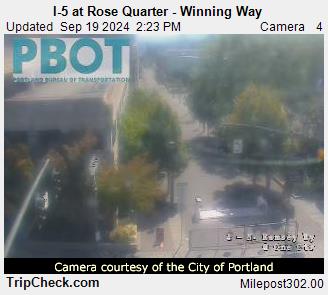 I-5 at Rose Quarter - Winning Way
Updated Sep 19 2024 2:23 PM Camera 4
PBOT
PORTLAND BUREAU OF TRANSPORTATION
Camera courtesy of the City of Portland
TripCheck.com Milepost302.00